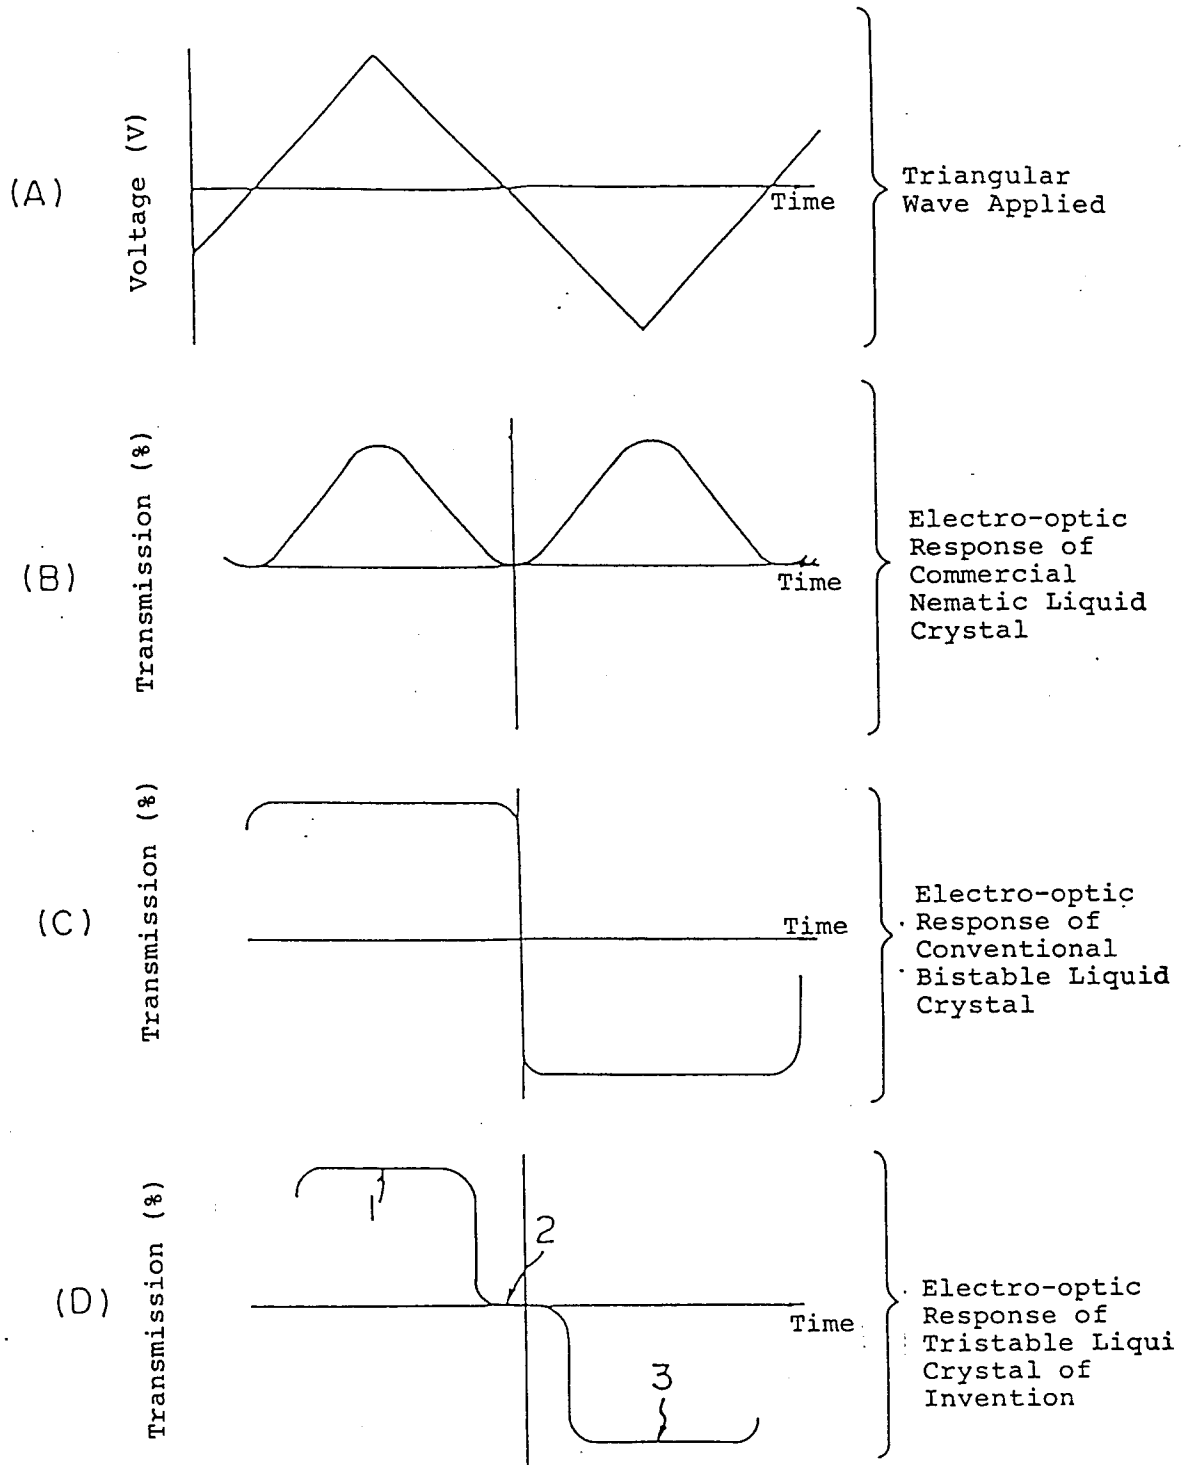 (A)
Voltage (V)
Time
Triangular
Wave Applied
(B)
Transmission (%)
Time
Electro-optic
Response of
Commercial
Nematic Liquid
Crystal
(C)
Transmission (%)
Time
Electro-optic
Response of
Conventional
Bistable Liquid
Crystal
(D)
Transmission (%)
1
2
3
Time
Electro-optic
Response of
Tristable Liqui
Crystal of
Invention